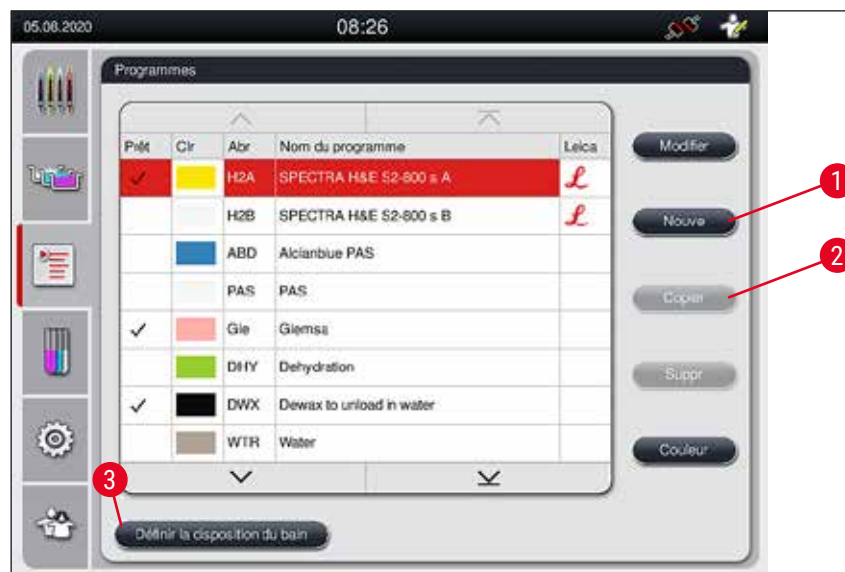 05.08.2020 08:26
Programmes
Prêt Clr Abr Nom du programme Leica
H2A SPECTRA H&E S2-800 s A
H2B SPECTRA H&E S2-800 s B
ABD Alcianblue PAS
PAS PAS
Gie Giemsa
DHY Dehydration
DWX Dewax to unload in water
WTR Water
Modifier
Nouve
Copier
Suppr
Couleur
Définir la disposition du bain
1
2
3